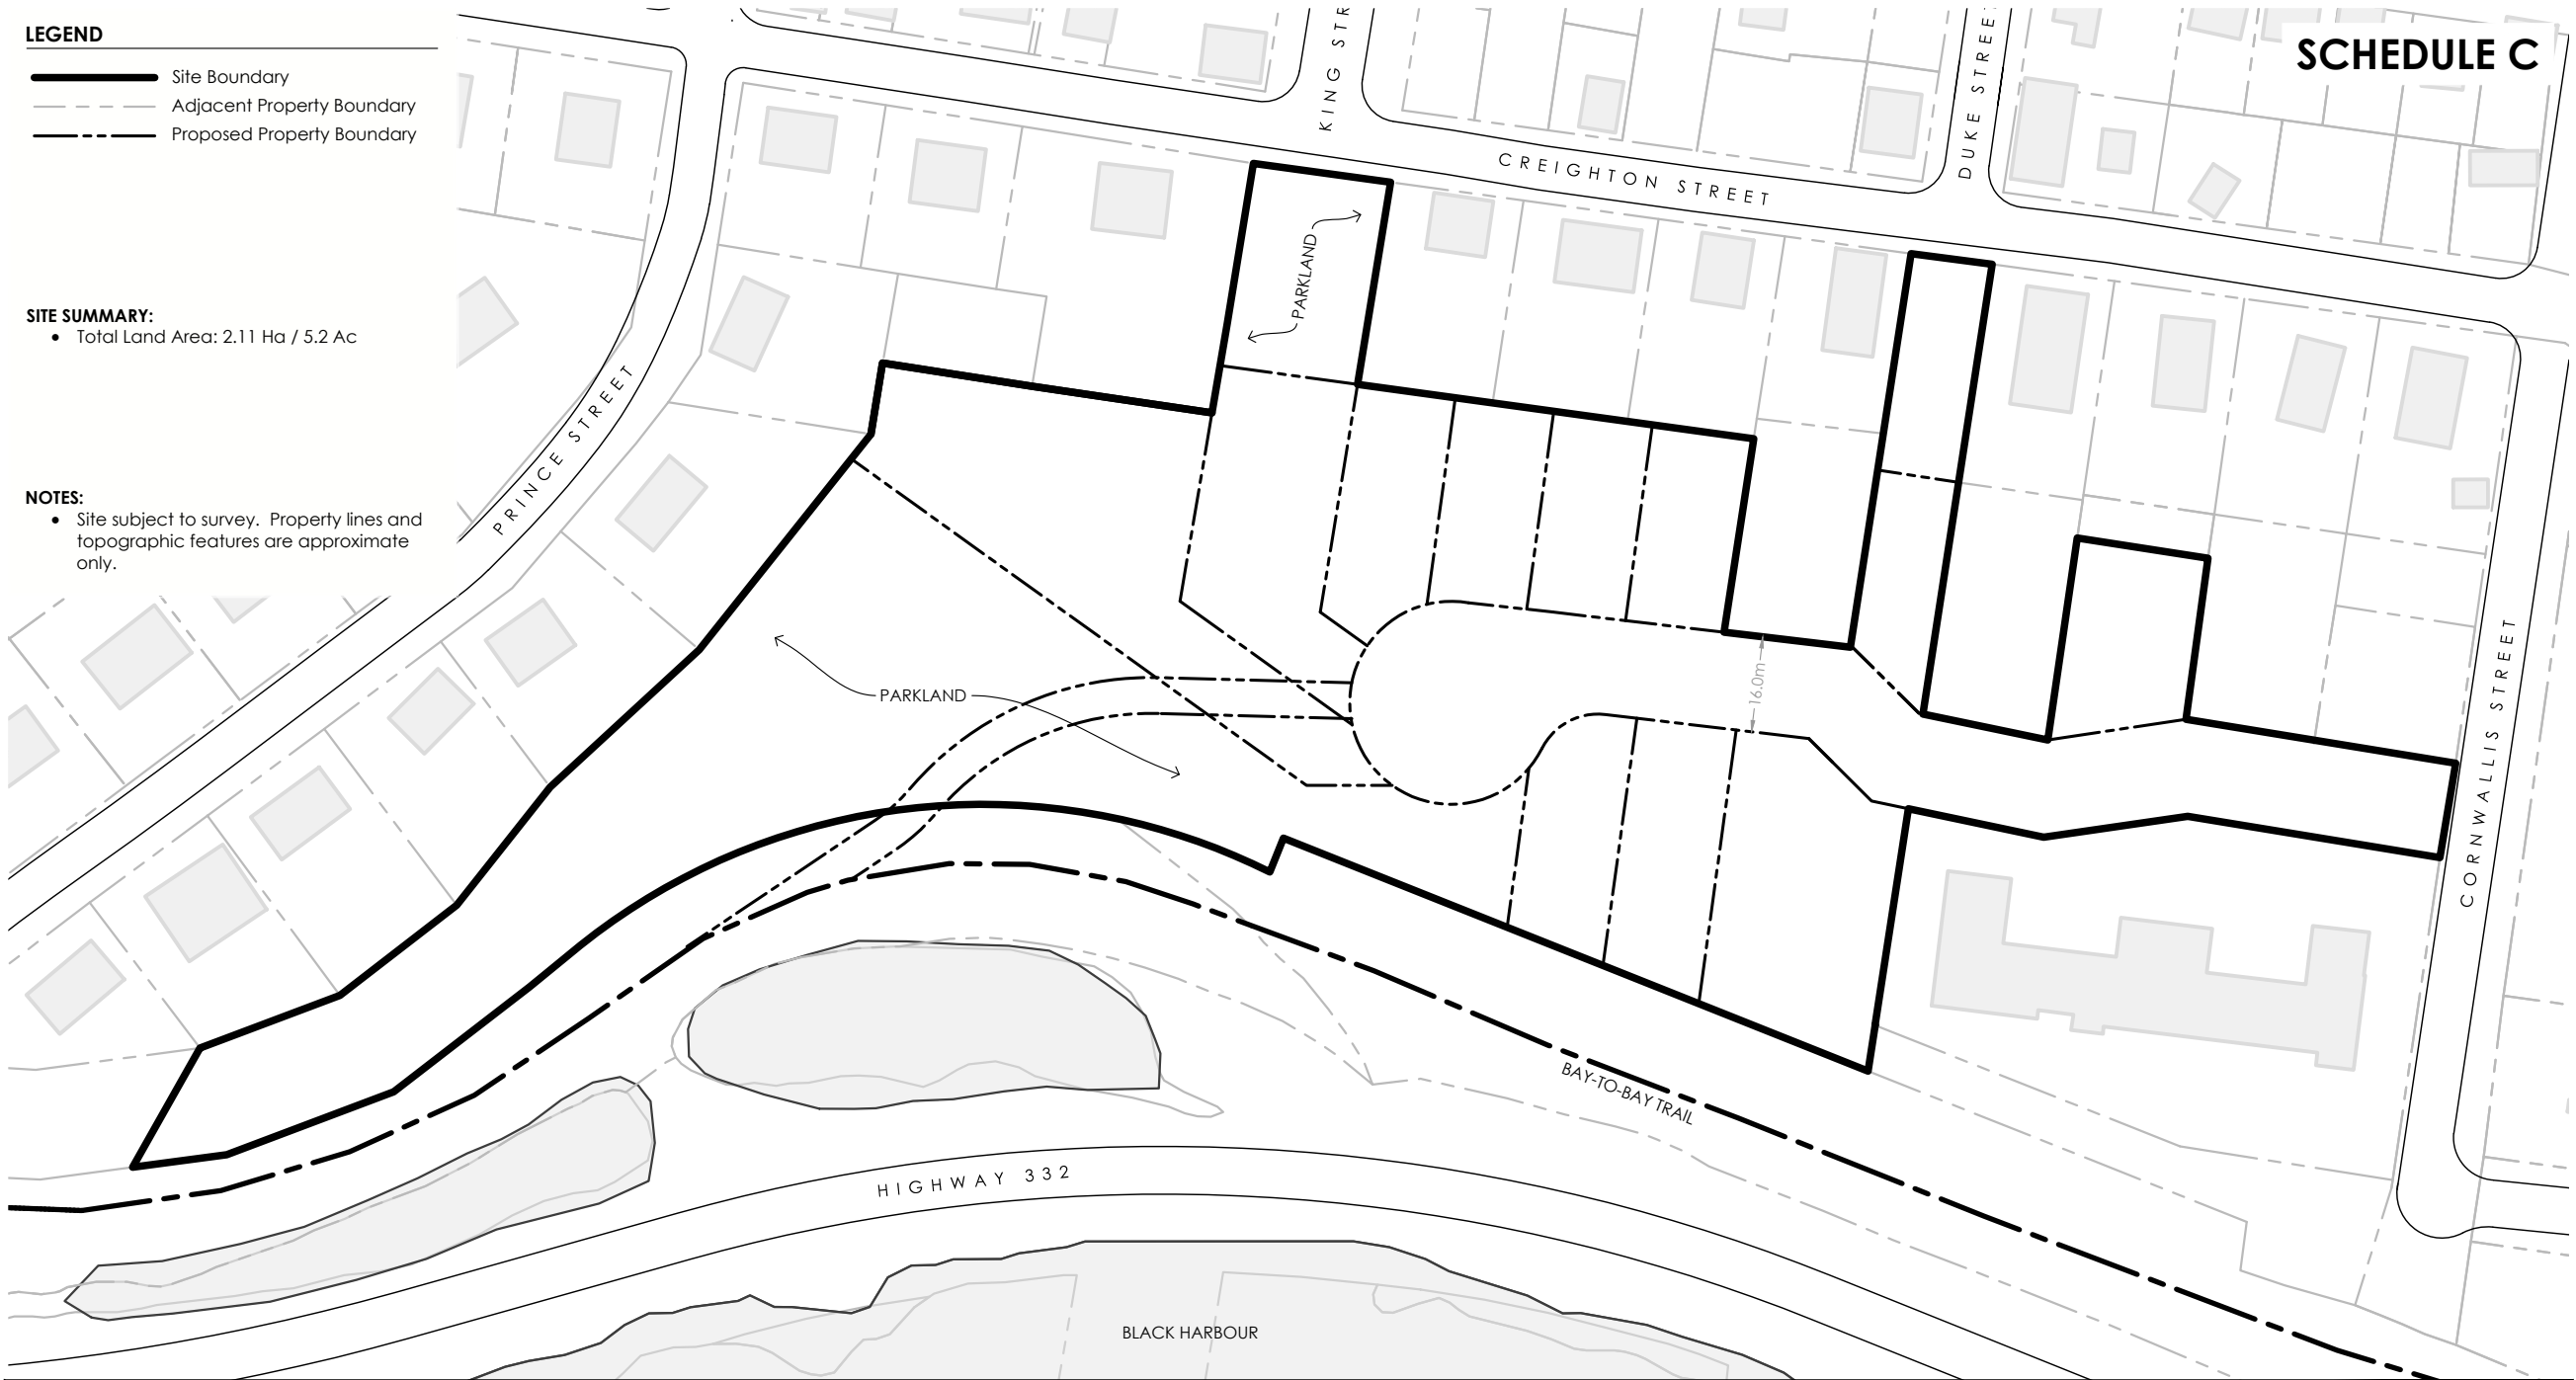 LEGEND
Site Boundary
Adjacent Property Boundary
Proposed Property Boundary
SITE SUMMARY:
• Total Land Area: 2.11 Ha / 5.2 Ac
NOTES:
• Site subject to survey. Property lines and
topographic features are approximate
only.
SCHEDULE C
KING STR
DUKE STREE
CREIGHTON STREET
PARKLAND
PRINCE STREET
PARKLAND
16.0m
CORNWALLIS STREET
BAY-TO-BAY TRAIL
HIGHWAY 332
BLACK HARBOUR